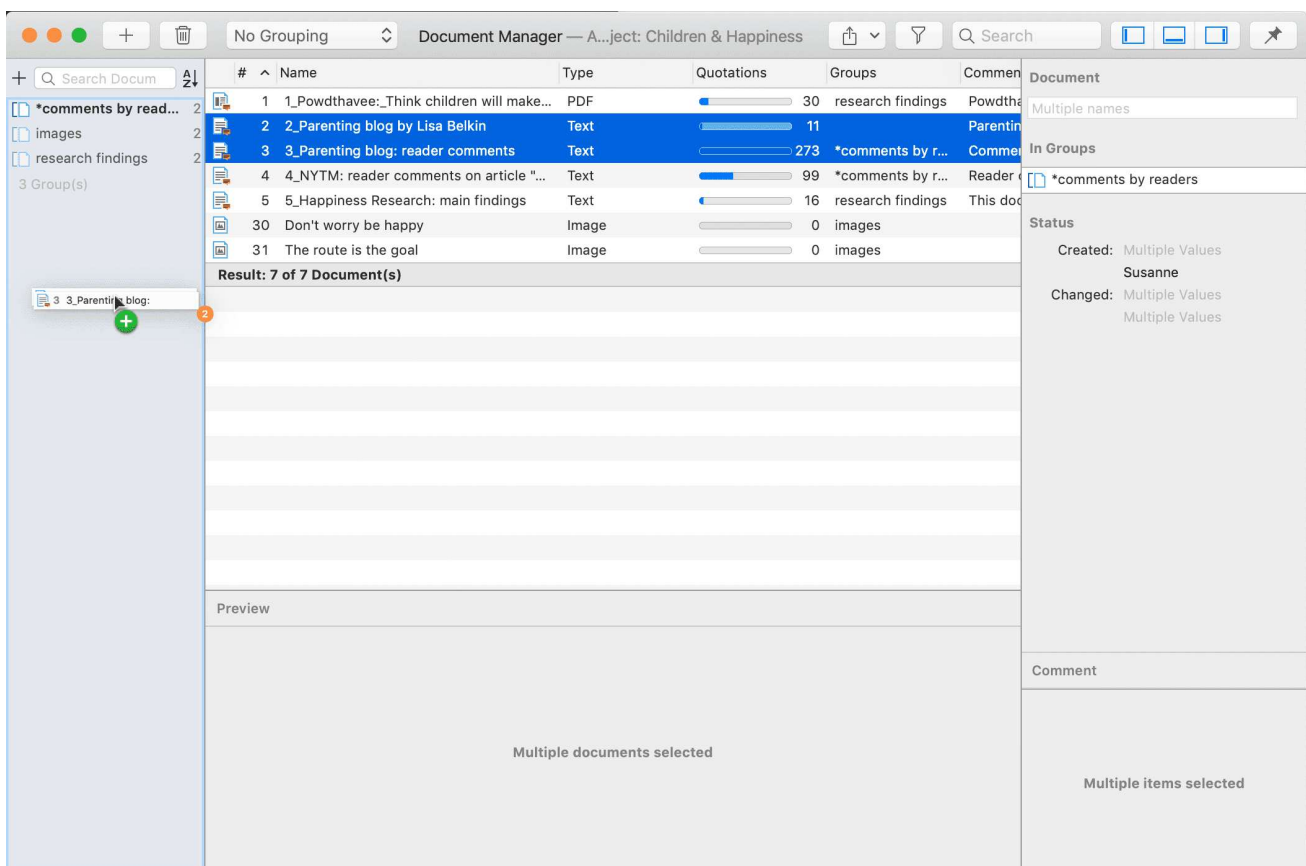 No Grouping
Document Manager — A...ject: Children & Happiness
Search
Search Docum
*comments by read... 2
images 2
research findings 2
3 Group(s)
3 3_Parenting blog:
2
# Name Type Quotations Groups Commen
1 1_Powdthavee:_Think children will make... PDF 30 research findings Powdtha
2 2_Parenting blog by Lisa Belkin Text 11 Parentin
3 3_Parenting blog: reader comments Text 273 *comments by r... Commen
4 4_NYTM: reader comments on article "... Text 99 *comments by r... Reader
5 5_Happiness Research: main findings Text 16 research findings This doc
30 Don't worry be happy Image 0 images
31 The route is the goal Image 0 images
Result: 7 of 7 Document(s)
Preview
Multiple documents selected
Document
Multiple names
In Groups
*comments by readers
Status
Created: Multiple Values
Susanne
Changed: Multiple Values
Multiple Values
Comment
Multiple items selected